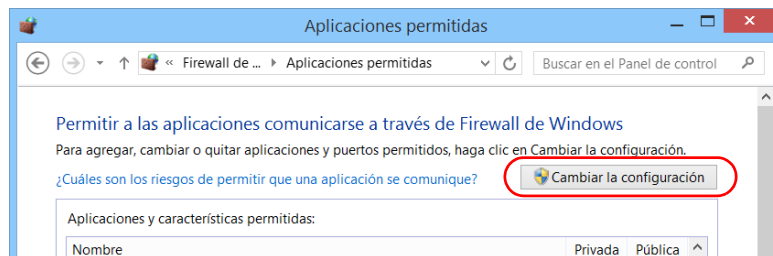 Aplicaciones permitidas
« Firewall de ... Aplicaciones permitidas Buscar en el Panel de control
Permitir a las aplicaciones comunicarse a través de Firewall de Windows
Para agregar, cambiar o quitar aplicaciones y puertos permitidos, haga clic en Cambiar la configuración.
¿Cuáles son los riesgos de permitir que una aplicación se comunique? Cambiar la configuración
Aplicaciones y características permitidas:
Nombre Privada Pública